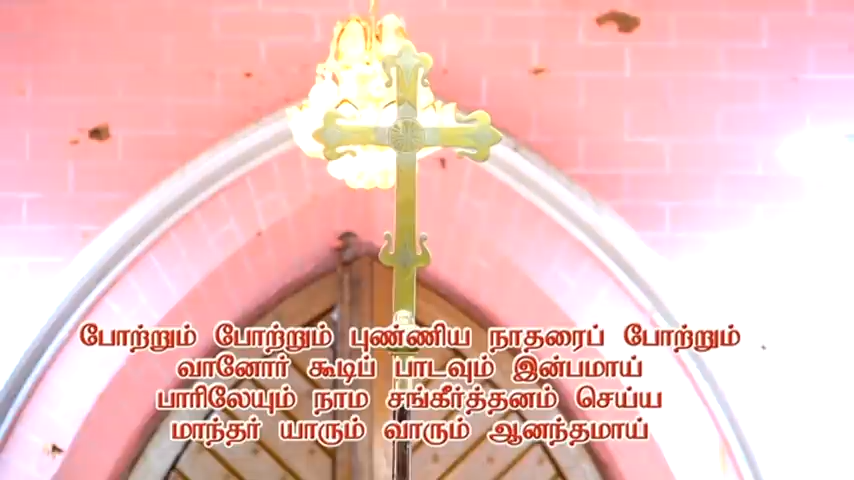 போற்றும் போற்றும் புண்ணிய நாதரைப் போற்றும்
வானோர் கூடிப் பாடவும் இன்பமாய்
பாரிலேயும் நாம சங்கீர்த்தனம் செய்ய
மாந்தர் யாரும் வாரும் ஆனந்தமாய்